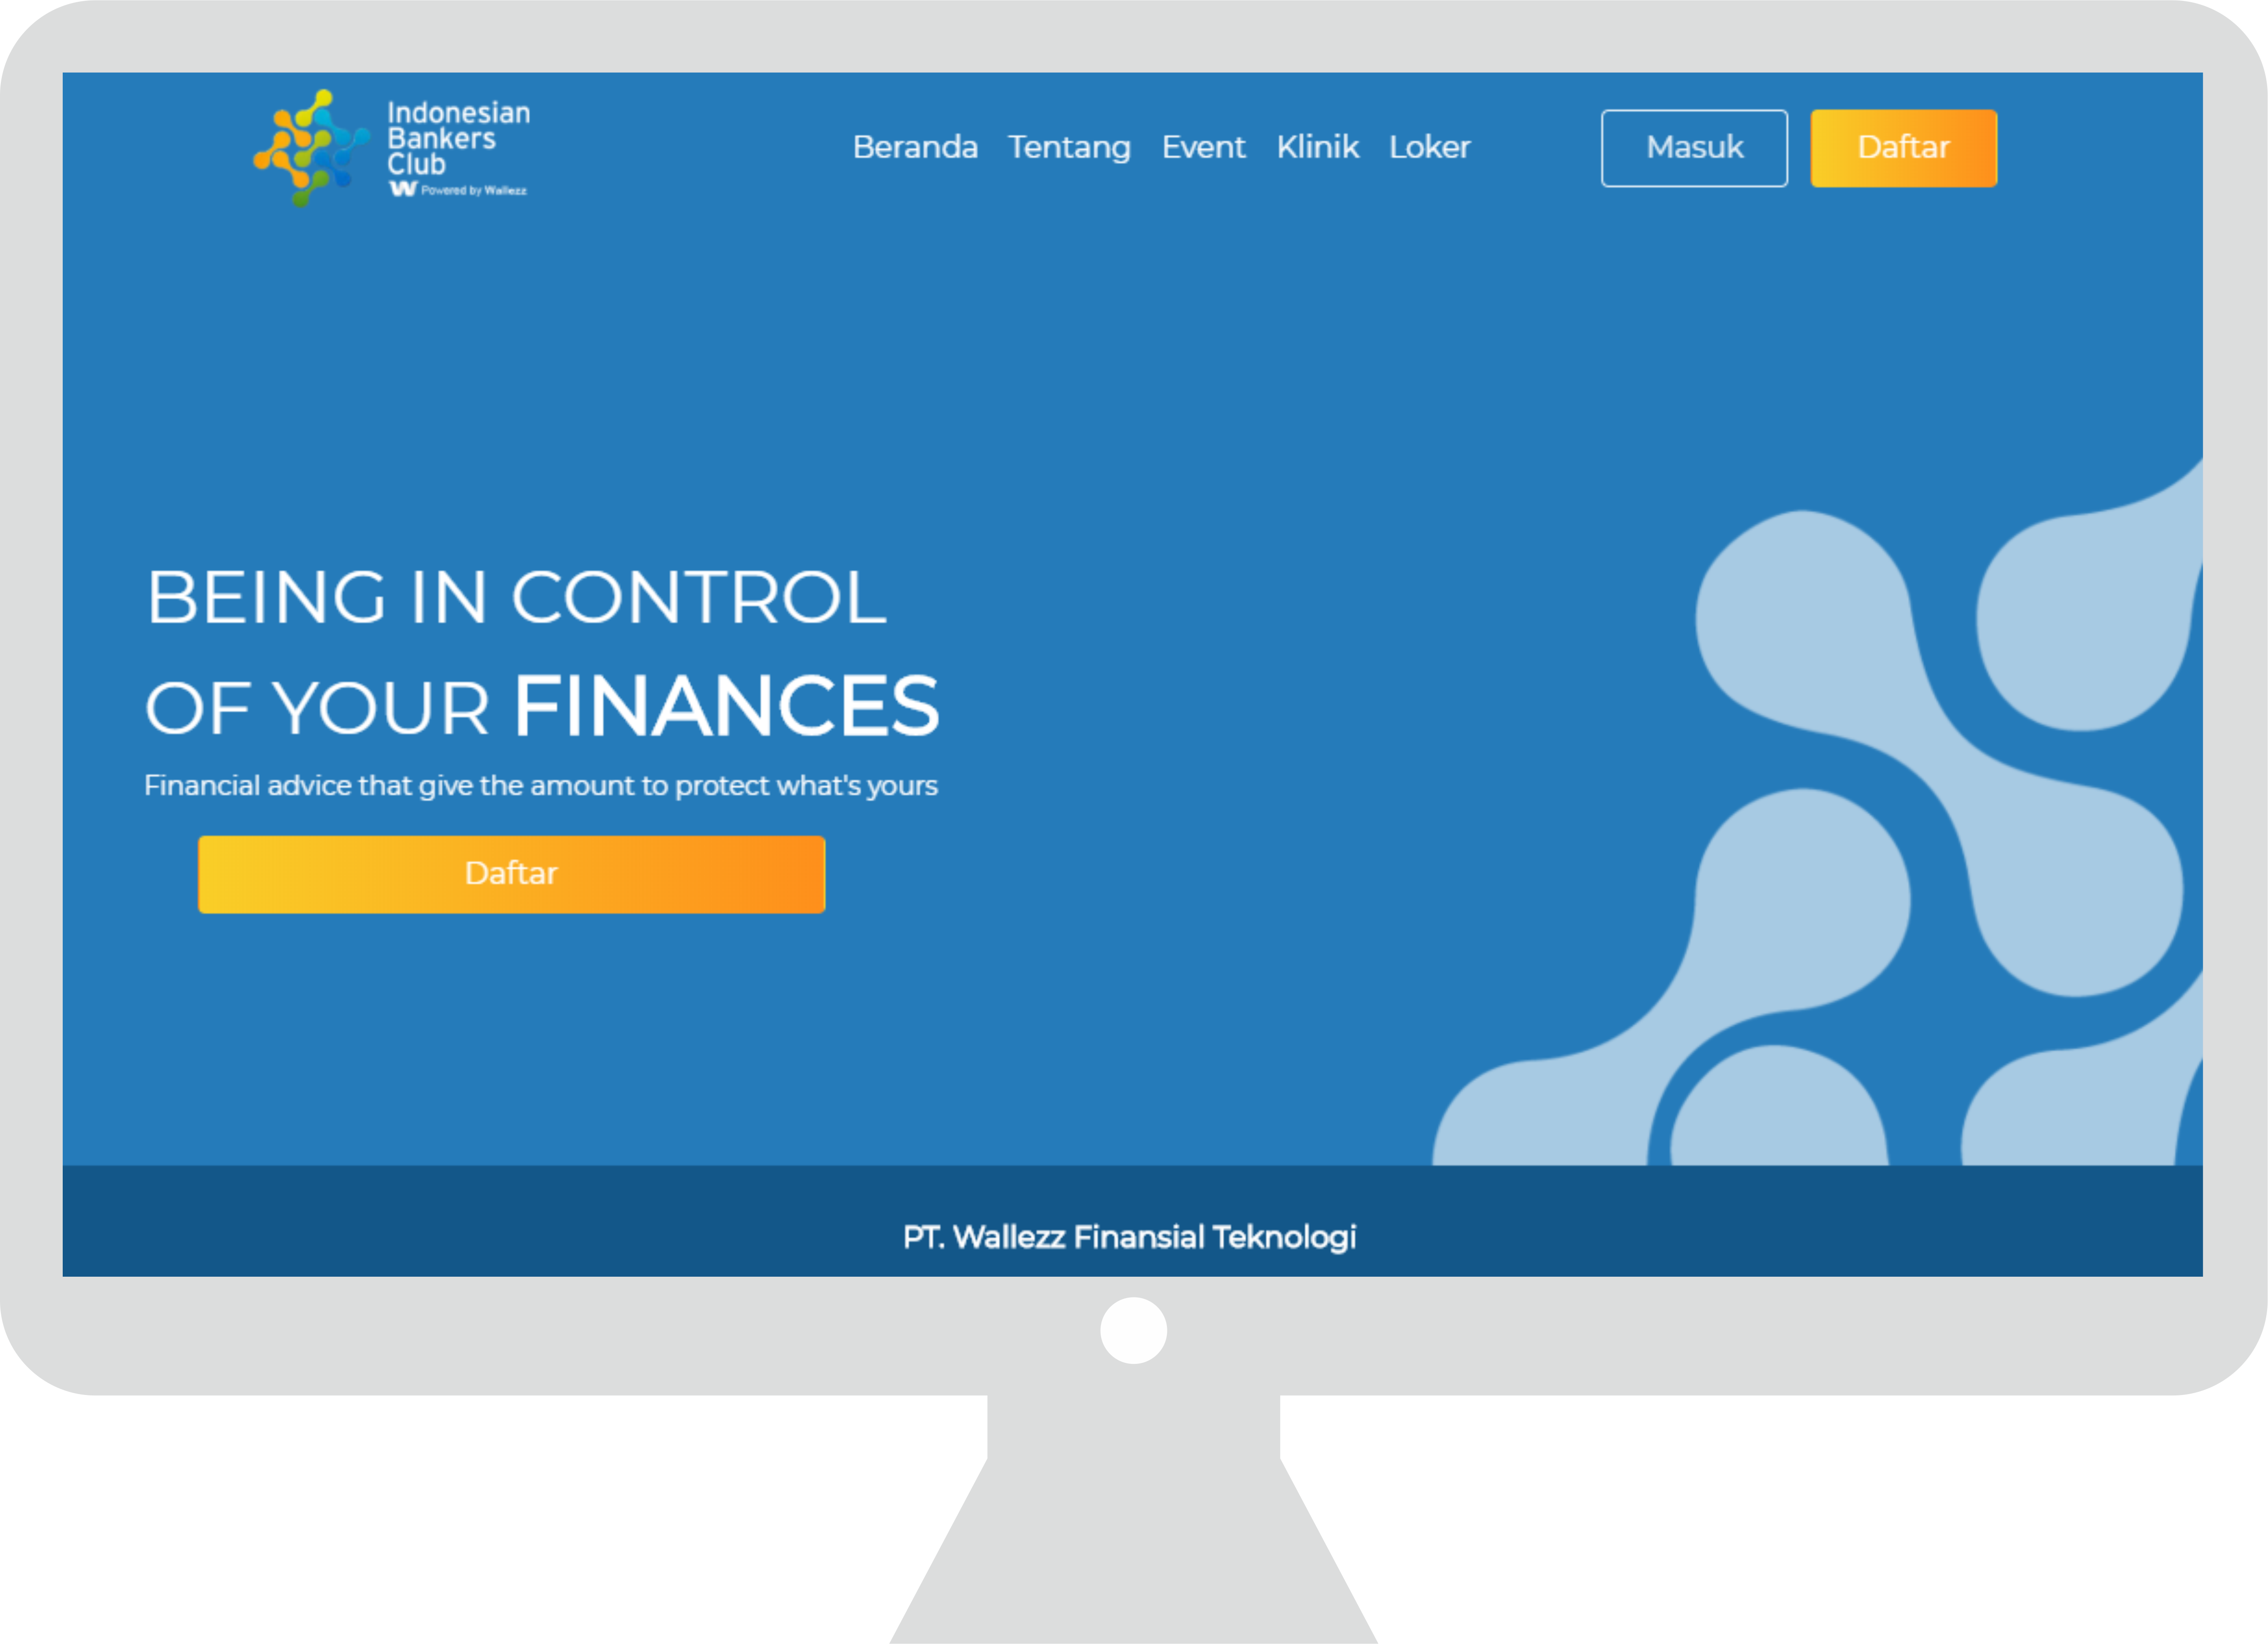 Indonesian
Bankers
Club
W Powered by Wallezz
Beranda Tentang Event Klinik Loker
Masuk
Daftar
BEING IN CONTROL
OF YOUR FINANCES
Financial advice that give the amount to protect what's yours
Daftar
PT. Wallezz Finansial Teknologi